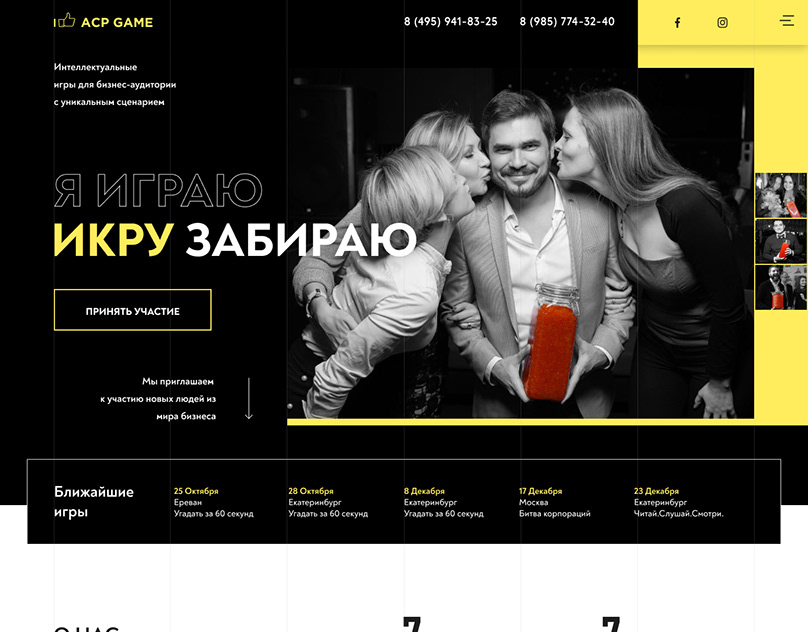 ACP GAME
8 (495) 941-83-25
8 (985) 774-32-40
Интеллектуальные
игры для бизнес-аудитории
с уникальным сценарием
Я ИГРАЮ
ИКРУ ЗАБИРАЮ
ПРИНЯТЬ УЧАСТИЕ
Мы приглашаем
к участию новых людей из
мира бизнеса
Ближайшие
игры
25 Октября
Ереван
Угадать за 60 секунд
28 Октября
Екатеринбург
Угадать за 60 секунд
8 Декабря
Екатеринбург
Угадать за 60 секунд
17 Декабря
Москва
Битва корпораций
23 Декабря
Екатеринбург
Читай.Слушай.Смотри.
О НАС
7
7